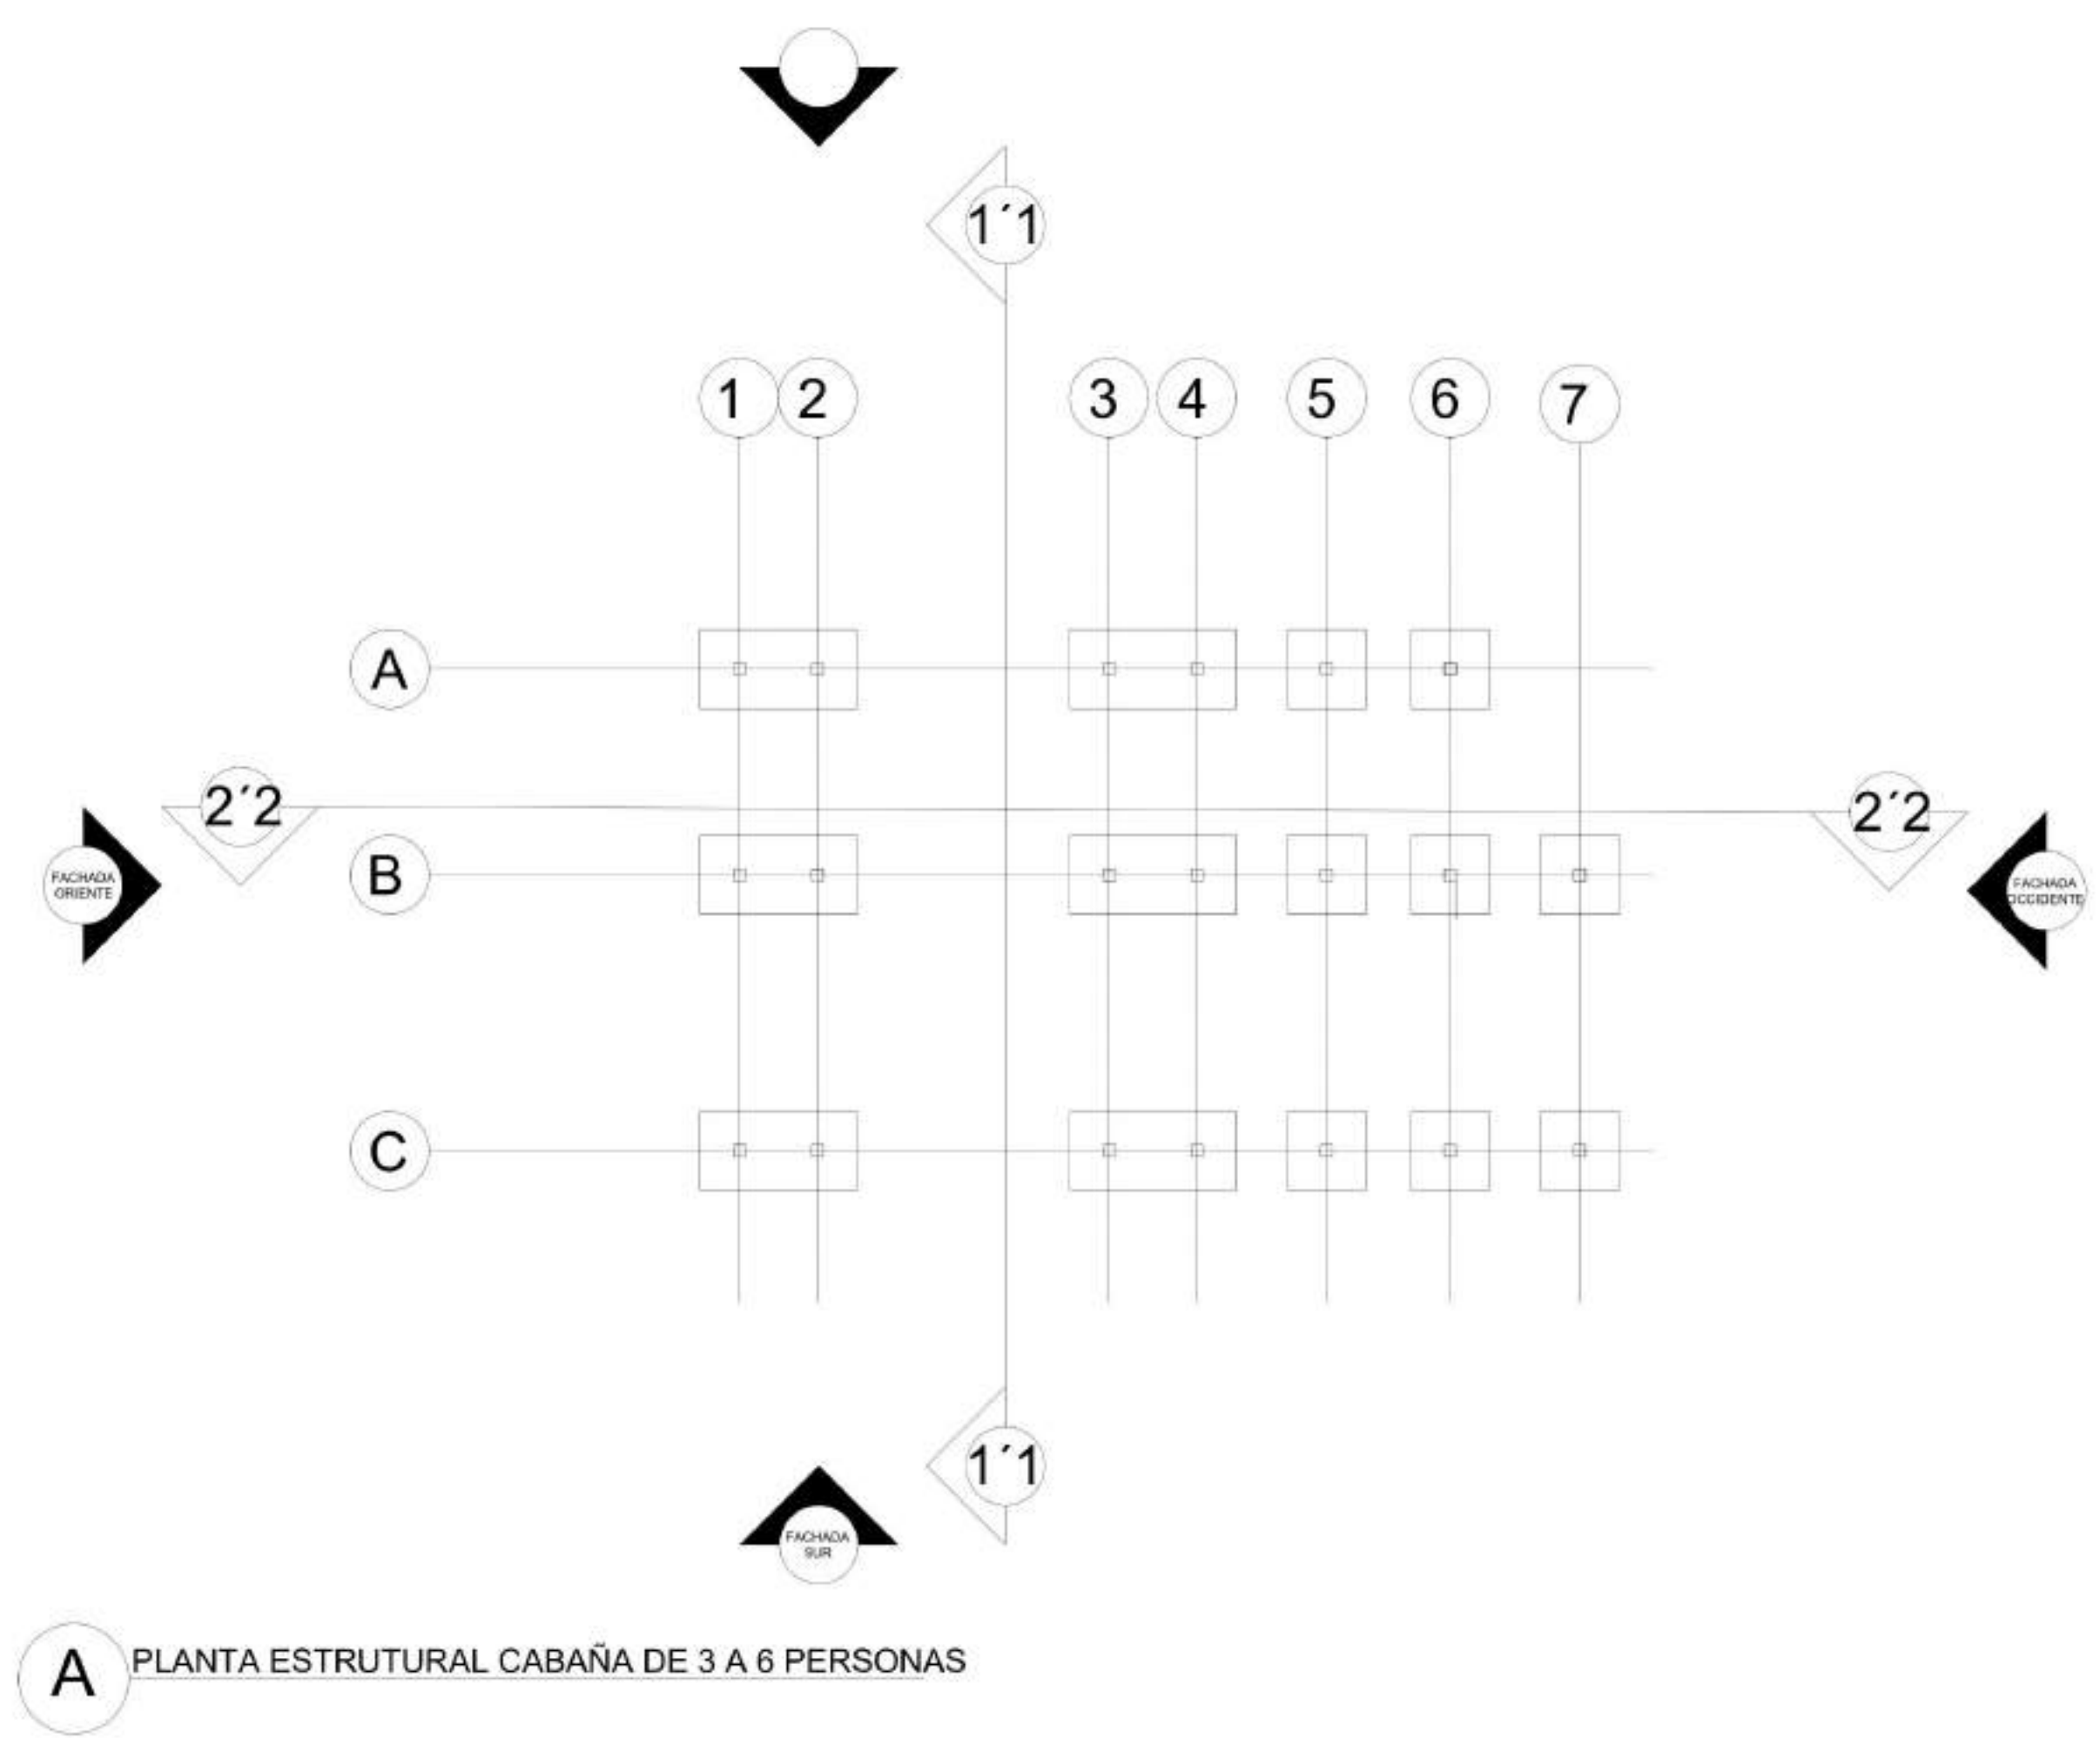 1´1
1
2
3
4
5
6
7
A
2´2
2´2
FACHADA
ORIENTE
B
FACHADA
OCCIDENTE
C
1´1
FACHADA
SUR
A
PLANTA ESTRUTURAL CABAÑA DE 3 A 6 PERSONAS